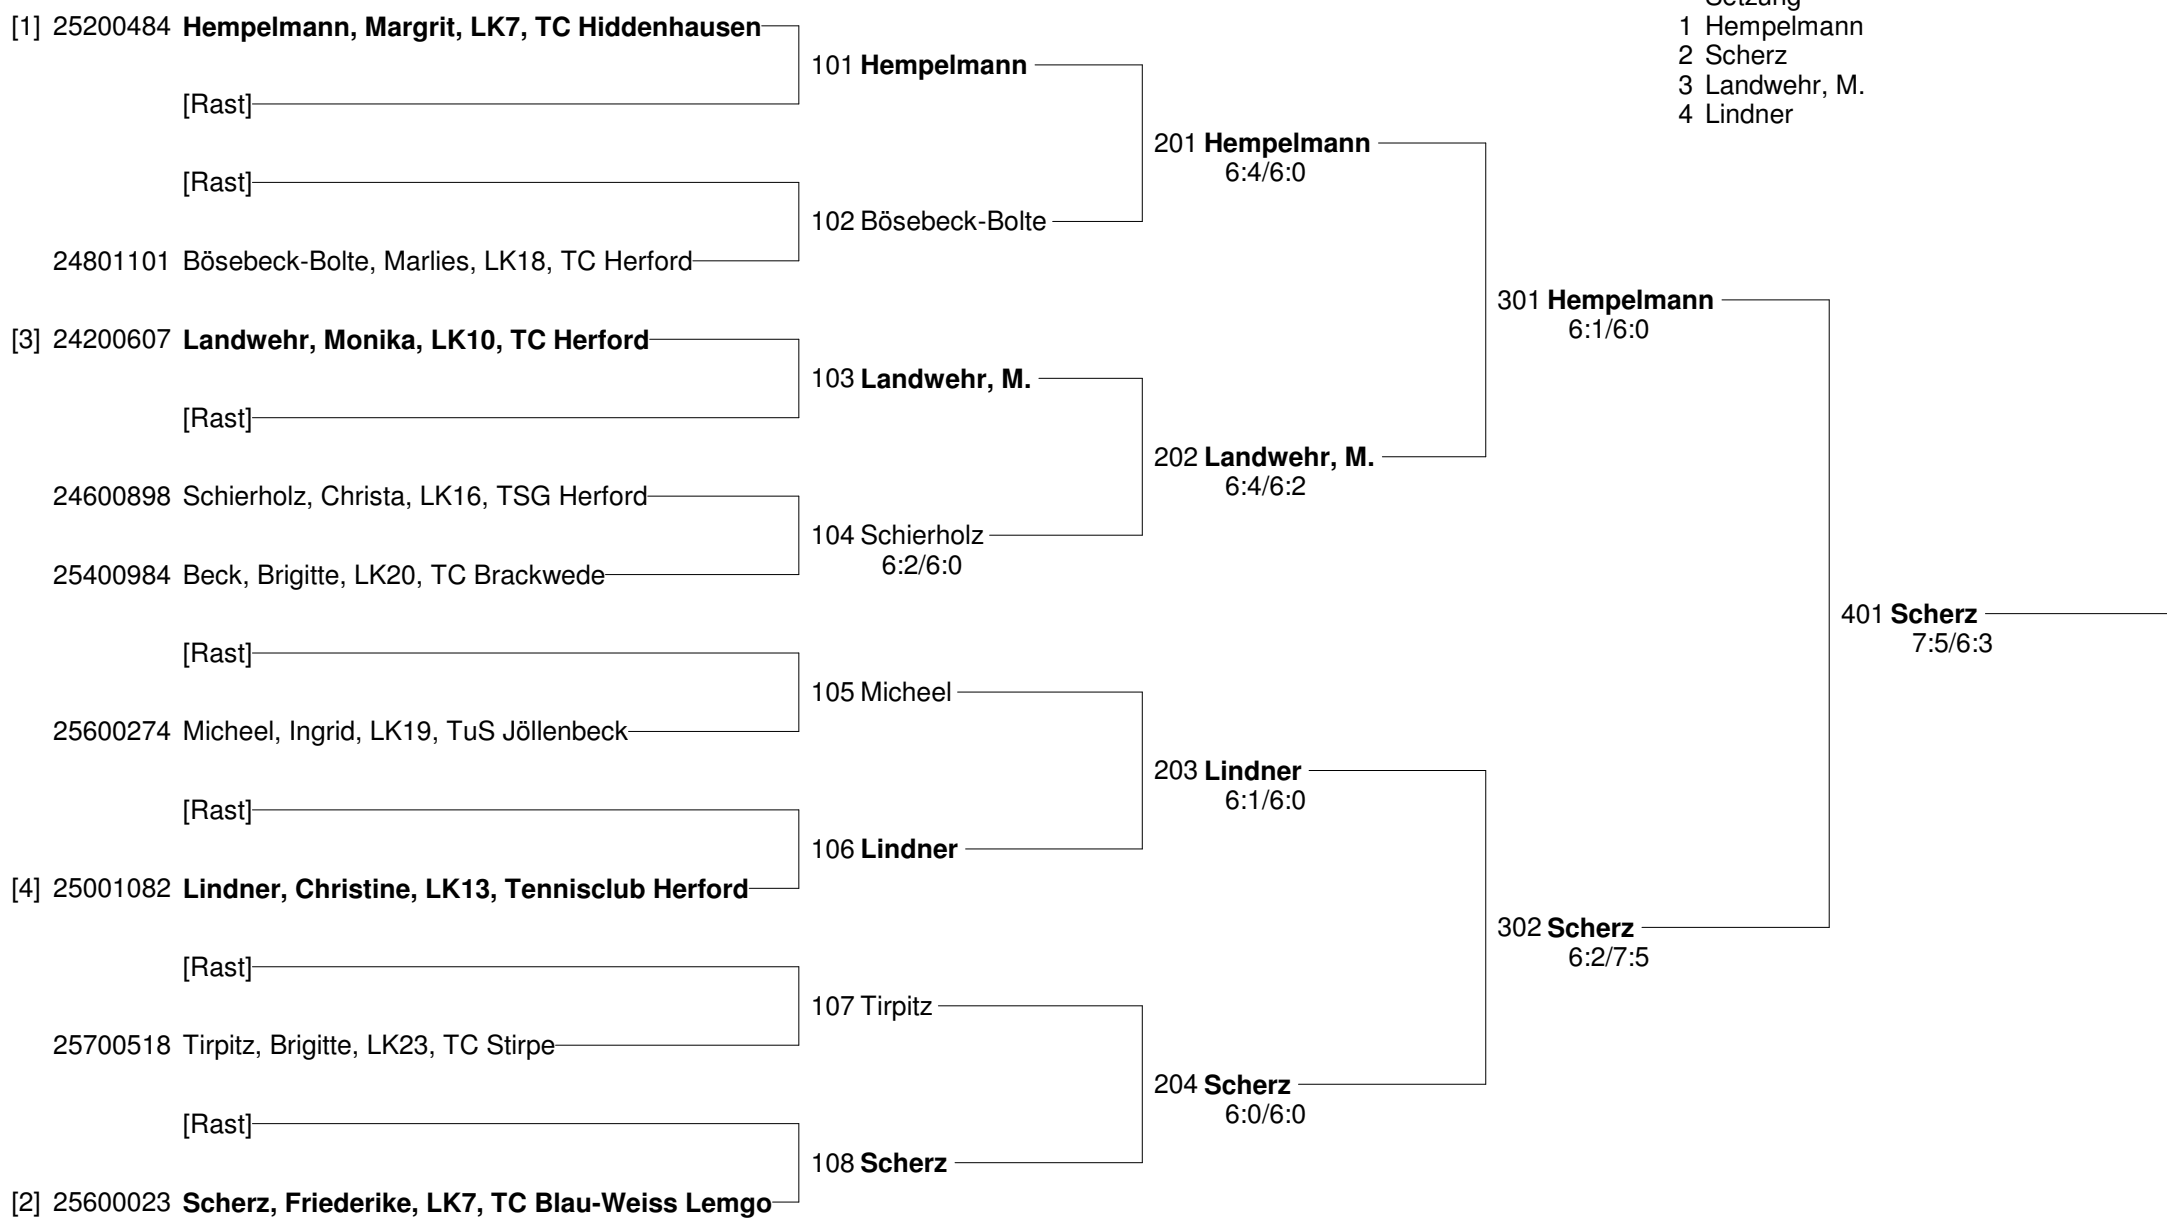 Setzung
1 Hempelmann
2 Scherz
3 Landwehr, M.
4 Lindner
[1] 25200484 Hempelmann, Margrit, LK7, TC Hiddenhausen
[Rast]
[Rast]
24801101 Bösebeck-Bolte, Marlies, LK18, TC Herford
[3] 24200607 Landwehr, Monika, LK10, TC Herford
[Rast]
24600898 Schierholz, Christa, LK16, TSG Herford
25400984 Beck, Brigitte, LK20, TC Brackwede
[Rast]
25600274 Micheel, Ingrid, LK19, TuS Jöllenbeck
[Rast]
[4] 25001082 Lindner, Christine, LK13, Tennisclub Herford
[Rast]
25700518 Tirpitz, Brigitte, LK23, TC Stirpe
[Rast]
[2] 25600023 Scherz, Friederike, LK7, TC Blau-Weiss Lemgo
101 Hempelmann
102 Bösebeck-Bolte
103 Landwehr, M.
104 Schierholz
6:2/6:0
105 Micheel
106 Lindner
107 Tirpitz
108 Scherz
201 Hempelmann
6:4/6:0
202 Landwehr, M.
6:4/6:2
203 Lindner
6:1/6:0
204 Scherz
6:0/6:0
301 Hempelmann
6:1/6:0
302 Scherz
6:2/7:5
401 Scherz
7:5/6:3